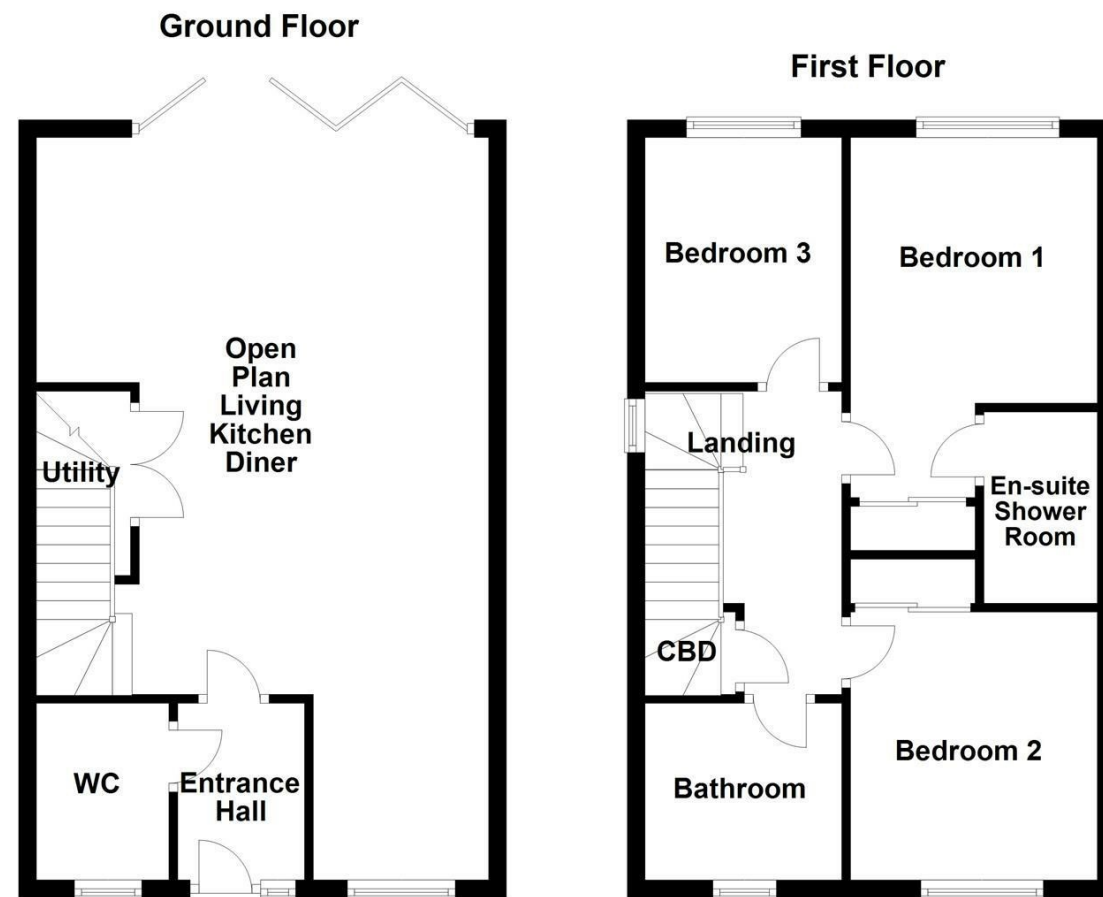 Ground Floor
Open
Plan
Living
Kitchen
Diner
Utility
WC
Entrance
Hall
First Floor
Bedroom 3
Bedroom 1
Landing
En-suite
Shower
Room
CBD
Bedroom 2
Bathroom